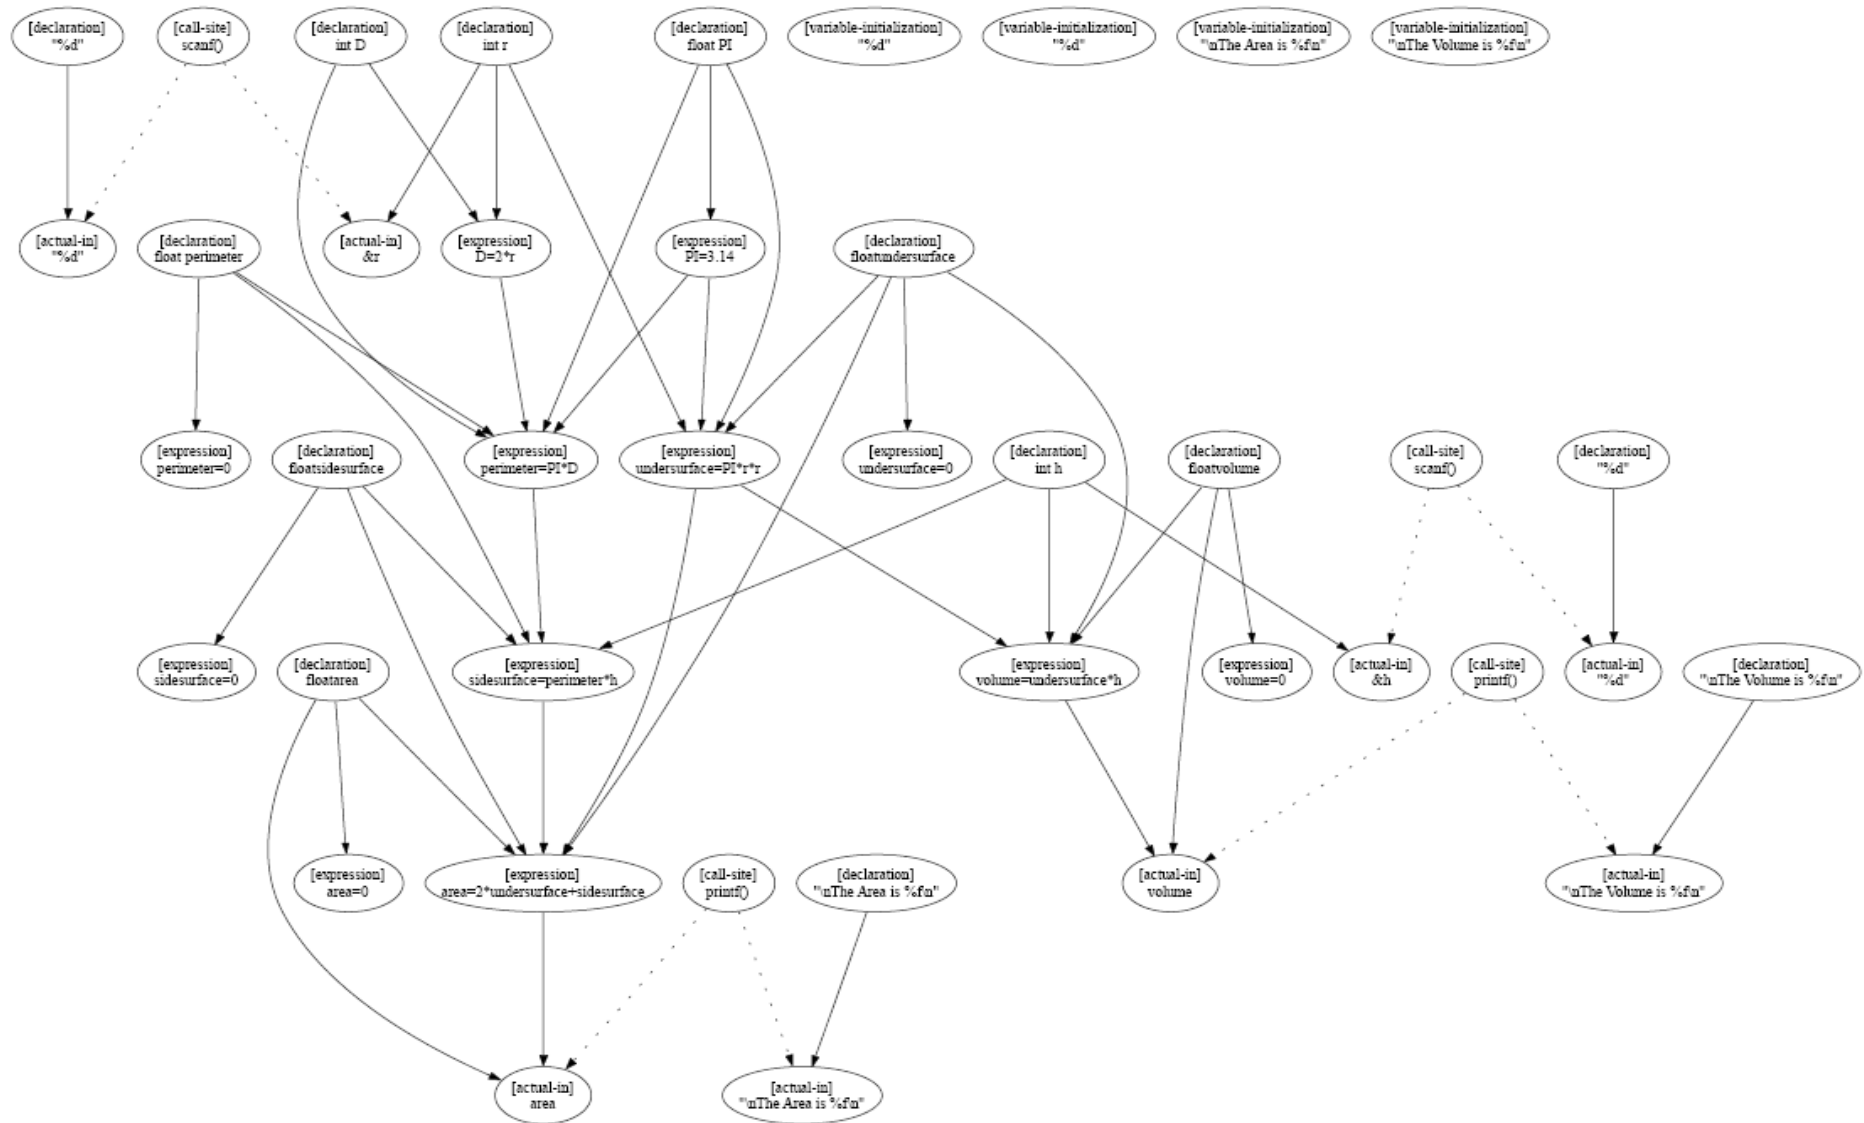 [declaration]
"%d"
[call-site]
scanf()
[declaration]
int D
[declaration]
int r
[declaration]
float PI
[variable-initialization]
"%d"
[variable-initialization]
"%d"
[variable-initialization]
"\nThe Area is %f\n"
[variable-initialization]
"\nThe Volume is %f\n"
[actual-in]
"%d"
[declaration]
float perimeter
[actual-in]
&r
[expression]
D=2*r
[expression]
PI=3.14
[declaration]
floatundersurface
[expression]
perimeter=0
[declaration]
floatsidesurface
[expression]
perimeter=PI*D
[expression]
undersurface=PI*r*r
[expression]
undersurface=0
[declaration]
int h
[declaration]
floatvolume
[call-site]
scanf()
[declaration]
"%d"
[expression]
sidesurface=0
[declaration]
floatarea
[expression]
sidesurface=perimeter*h
[expression]
volume=undersurface*h
[expression]
volume=0
[actual-in]
&h
[call-site]
printf()
[actual-in]
"%d"
[declaration]
"\nThe Volume is %f\n"
[expression]
area=0
[expression]
area=2*undersurface+sidesurface
[call-site]
printf()
[declaration]
"\nThe Area is %f\n"
[actual-in]
volume
[actual-in]
"\nThe Volume is %f\n"
[actual-in]
area
[actual-in]
"\nThe Area is %f\n"